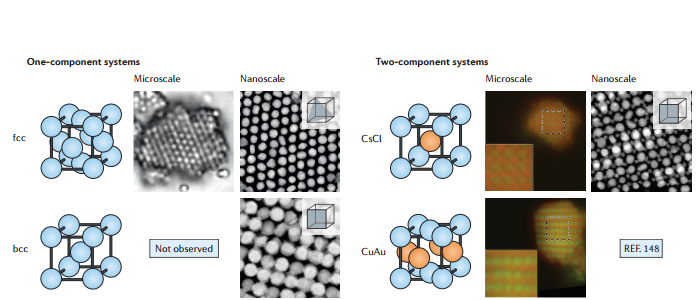 One-component systems
Two-component systems
Microscale
Nanoscale
Microscale
Nanoscale
fcc
CsCl
bcc
Not observed
CuAu
REF. 148